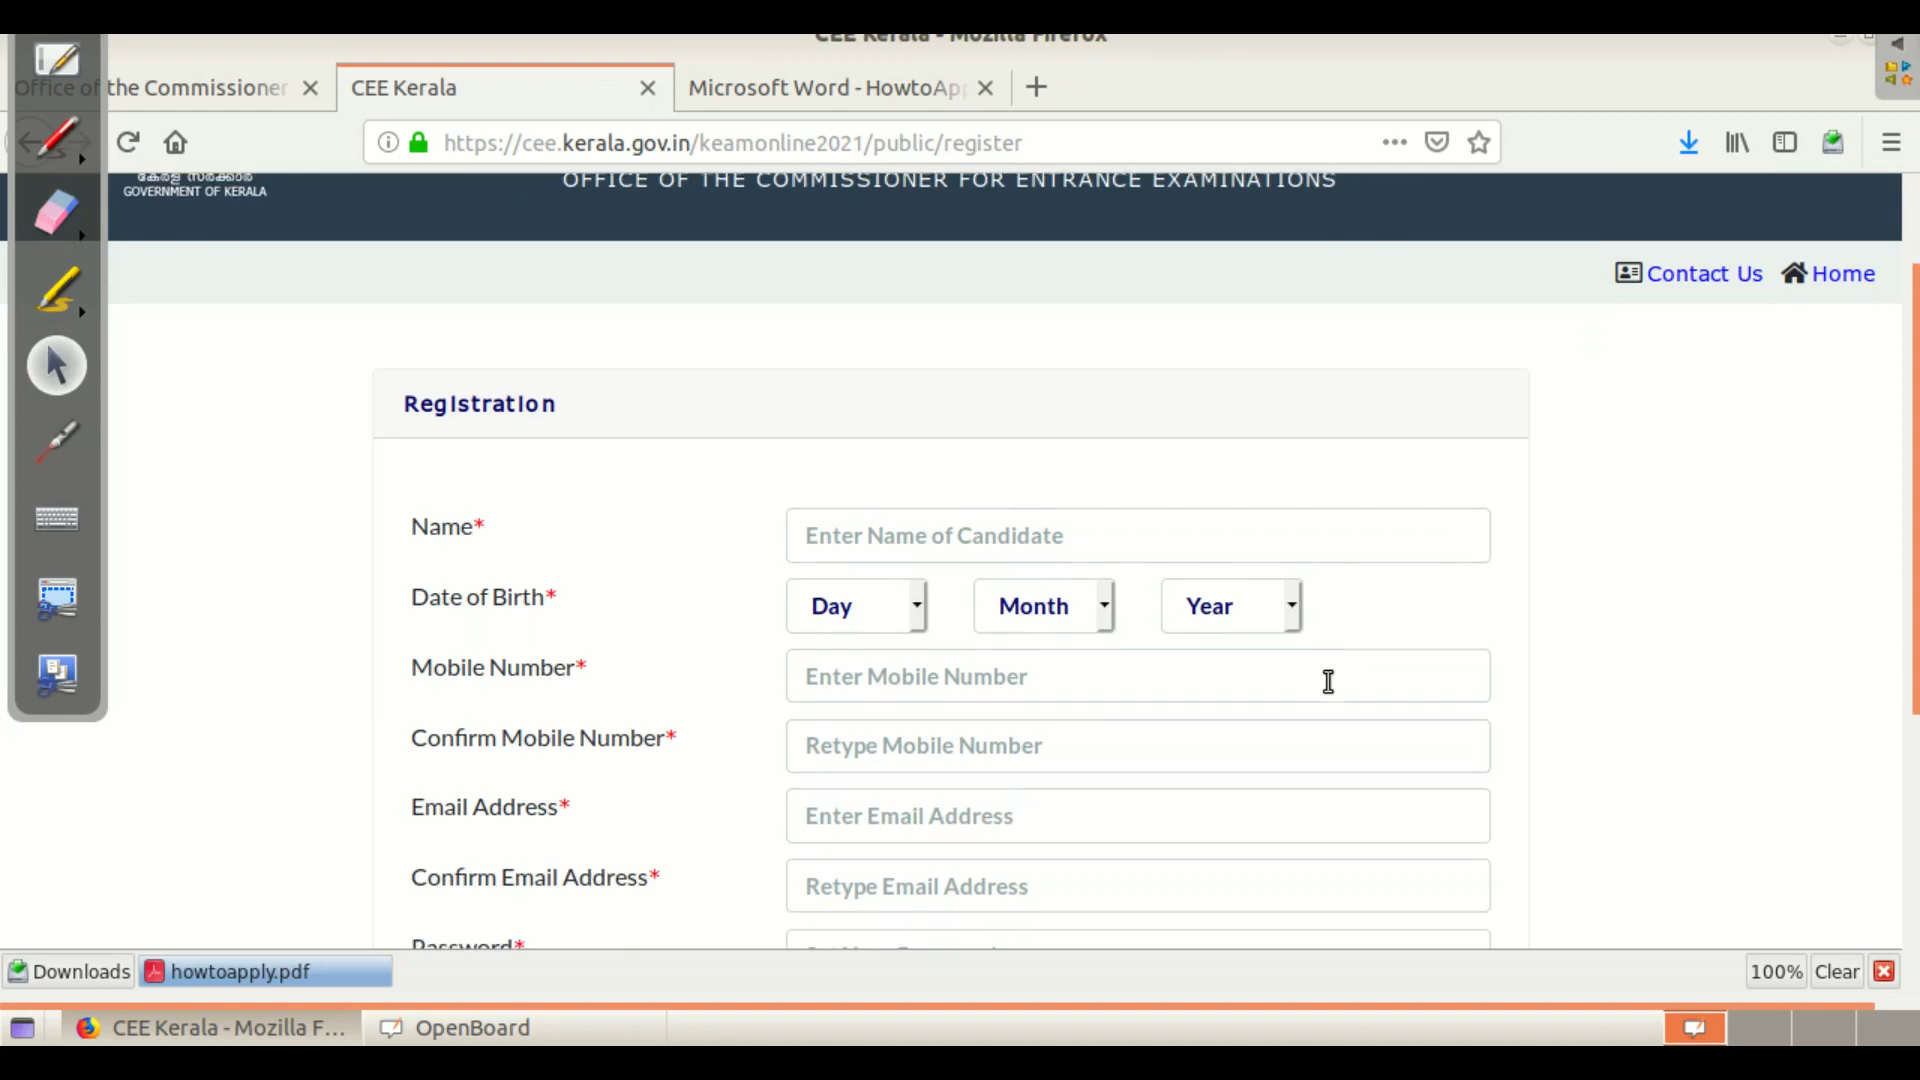 CEE Kerala - Mozilla Firefox
Office of the Commissioner
CEE Kerala
Microsoft Word - HowtoAp
https://cee.kerala.gov.in/keamonline2021/public/register
കേരള സർക്കാർ
GOVERNMENT OF KERALA
OFFICE OF THE COMMISSIONER FOR ENTRANCE EXAMINATIONS
Contact Us Home
Registration
Name* Enter Name of Candidate
Date of Birth* Day Month Year
Mobile Number* Enter Mobile Number
Confirm Mobile Number* Retype Mobile Number
Email Address* Enter Email Address
Confirm Email Address* Retype Email Address
Password*
Downloads howtoapply.pdf 100% Clear
CEE Kerala - Mozilla F... OpenBoard